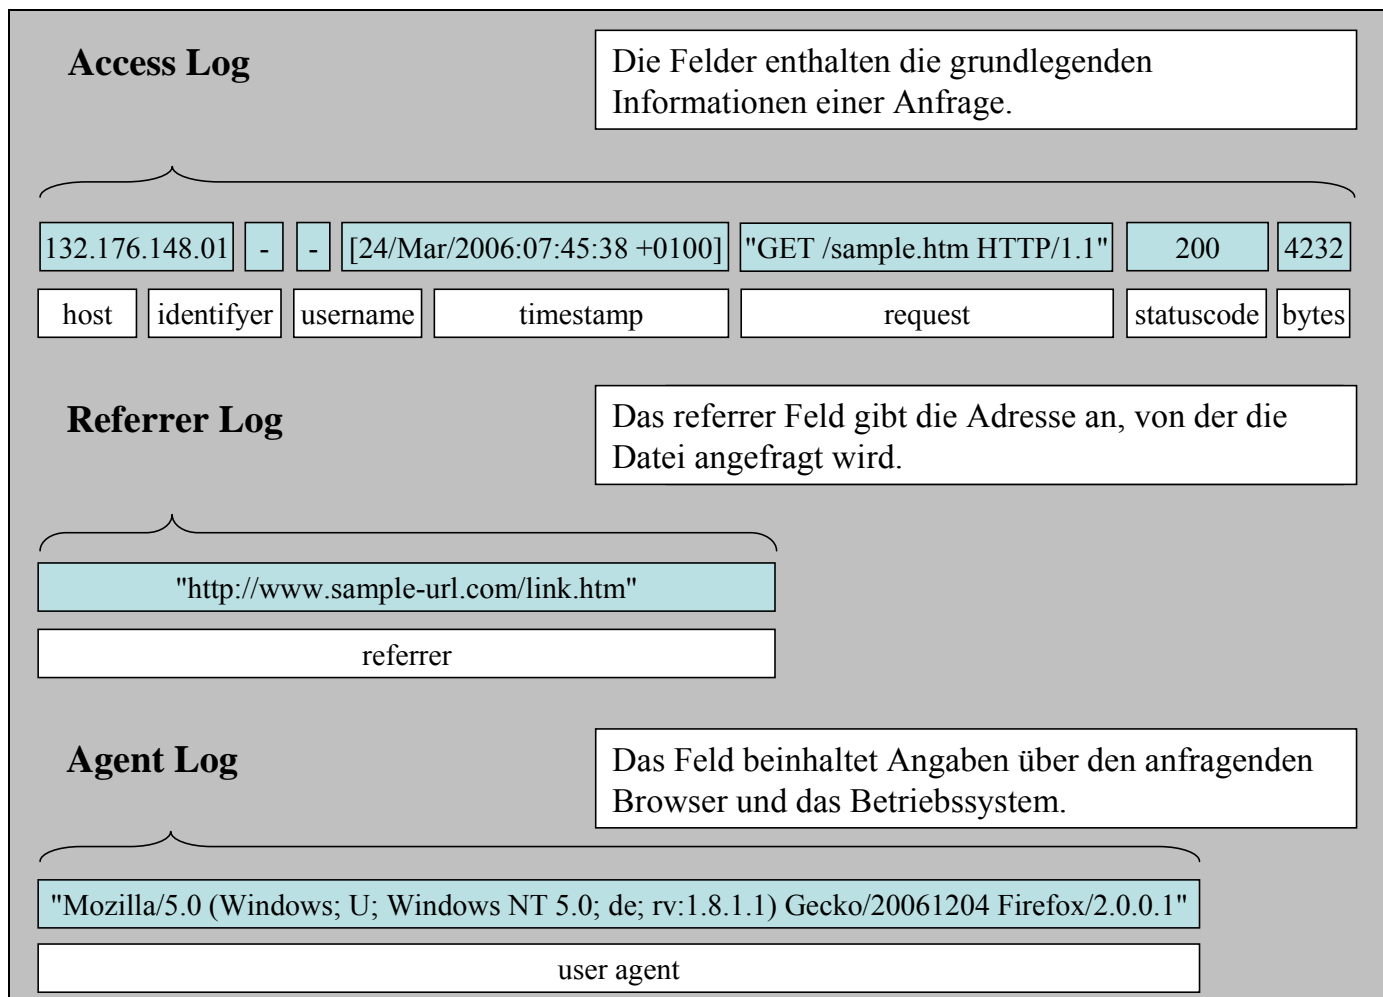 Access Log
Die Felder enthalten die grundlegenden
Informationen einer Anfrage.
132.176.148.01 - - [24/Mar/2006:07:45:38 +0100] "GET /sample.htm HTTP/1.1" 200 4232
host identifyer username timestamp request statuscode bytes
Referrer Log
Das referrer Feld gibt die Adresse an, von der die
Datei angefragt wird.
"http://www.sample-url.com/link.htm"
referrer
Agent Log
Das Feld beinhaltet Angaben über den anfragenden
Browser und das Betriebssystem.
"Mozilla/5.0 (Windows; U; Windows NT 5.0; de; rv:1.8.1.1) Gecko/20061204 Firefox/2.0.0.1"
user agent